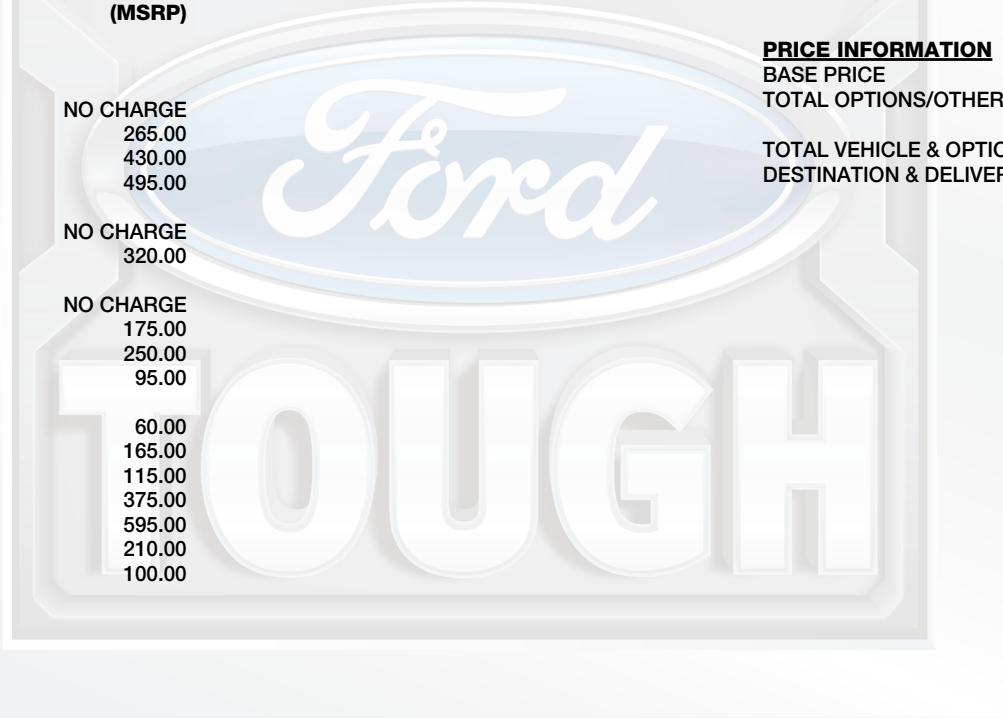 (MSRP)
NO CHARGE
265.00
430.00
495.00
NO CHARGE
320.00
NO CHARGE
175.00
250.00
95.00
60.00
165.00
115.00
375.00
595.00
210.00
100.00
PRICE INFORMATION
BASE PRICE
TOTAL OPTIONS/OTHER
TOTAL VEHICLE & OPTIO
DESTINATION & DELIVER
Ford
TOUGH